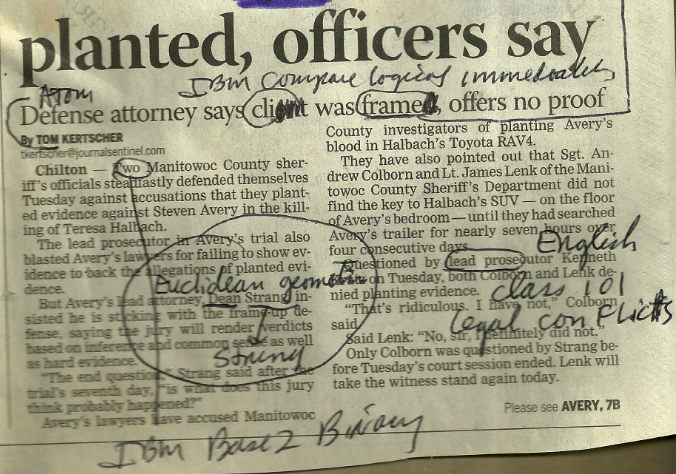 planted, officers say
Atom
IBM Compare logical immediately
Defense attorney says client was framed, offers no proof
By TOM KERTSCHER
tkertscher@journalsentinel.com
Chilton — Two Manitowoc County sher-
iff's officials steadfastly defended themselves
Tuesday against accusations that they plant-
ed evidence against Steven Avery in the kill-
ing of Teresa Halbach.
The lead prosecutor in Avery's trial also
blasted Avery's lawyers for failing to show ev-
idence to back the allegations of planted evi-
dence.
But Avery's lead attorney, Dean Strang, in-
sisted he is sticking with the frame-up de-
fense, saying the jury will render verdicts
based on inference and common sense as well
as hard evidence.
"The end question," Strang said after the
trial's seventh day, "is what does this jury
think probably happened?"
Avery's lawyers have accused Manitowoc
County investigators of planting Avery's
blood in Halbach's Toyota RAV4.
They have also pointed out that Sgt. An-
drew Colborn and Lt. James Lenk of the Mani-
towoc County Sheriff's Department did not
find the key to Halbach's SUV — on the floor
of Avery's bedroom — until they had searched
Avery's trailer for nearly seven hours over
four consecutive days.
Questioned by lead prosecutor Kenneth
on Tuesday, both Colborn and Lenk de-
nied planting evidence.
"That's ridiculous. I have not," Colborn
said.
Said Lenk: "No, sir, I definitely did not."
Only Colborn was questioned by Strang be-
fore Tuesday's court session ended. Lenk will
take the witness stand again today.
Please see AVERY, 7B
Euclidean geometr
String
English
class 101
legal conflicts
IBM Base 2 Binary